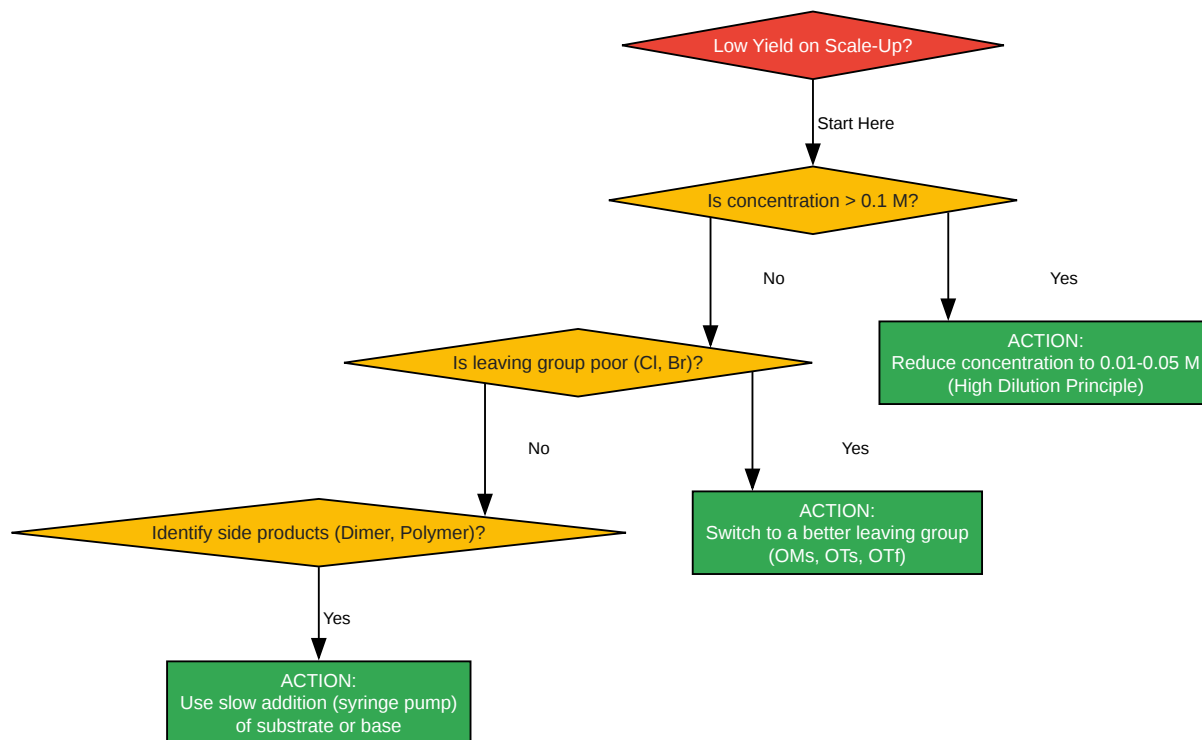 Low Yield on Scale-Up?
Start Here
Is concentration > 0.1 M?
No
Yes
ACTION:
Reduce concentration to 0.01-0.05 M
(High Dilution Principle)
Is leaving group poor (Cl, Br)?
No
Yes
ACTION:
Switch to a better leaving group
(OMs, OTs, OTf)
Identify side products (Dimer, Polymer)?
Yes
ACTION:
Use slow addition (syringe pump)
of substrate or base